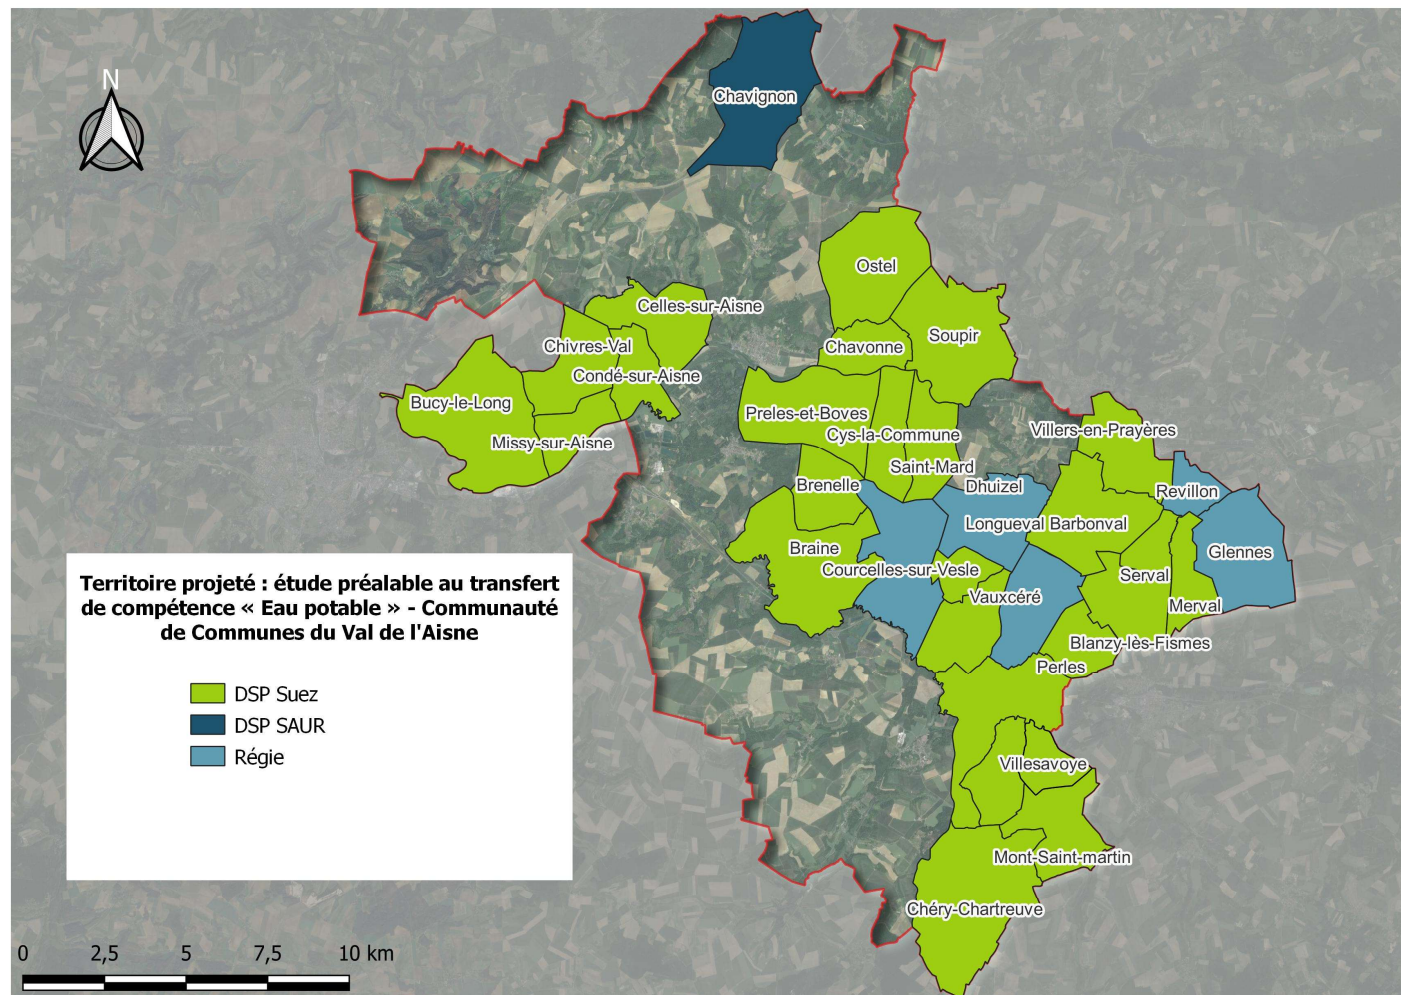 N
Chavignon
Ostel
Celles-sur-Aisne
Soupir
Chivres-Val
Chavonne
Condé-sur-Aisne
Bucy-le-Long
Preles-et-Boves
Villers-en-Prayères
Cys-la-Commune
Missy-sur-Aisne
Saint-Mard
Brenelle
Dhuizel
Revillon
Longueval Barbonval
Braine
Glennes
Courcelles-sur-Vesle
Serval
Vauxcéré
Merval
Blanzy-lès-Fismes
Perles
Villesavoye
Mont-Saint-martin
Chéry-Chartreuve
Territoire projeté : étude préalable au transfert
de compétence « Eau potable » - Communauté
de Communes du Val de l'Aisne
DSP Suez
DSP SAUR
Régie
0 2,5 5 7,5 10 km